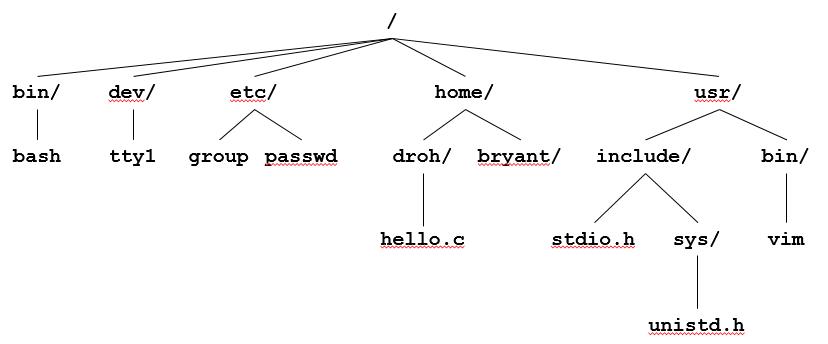 /
bin/ dev/ etc/ home/ usr/
bash tty1 group passwd droh/ bryant/ include/ bin/
hello.c stdio.h sys/ vim
unistd.h